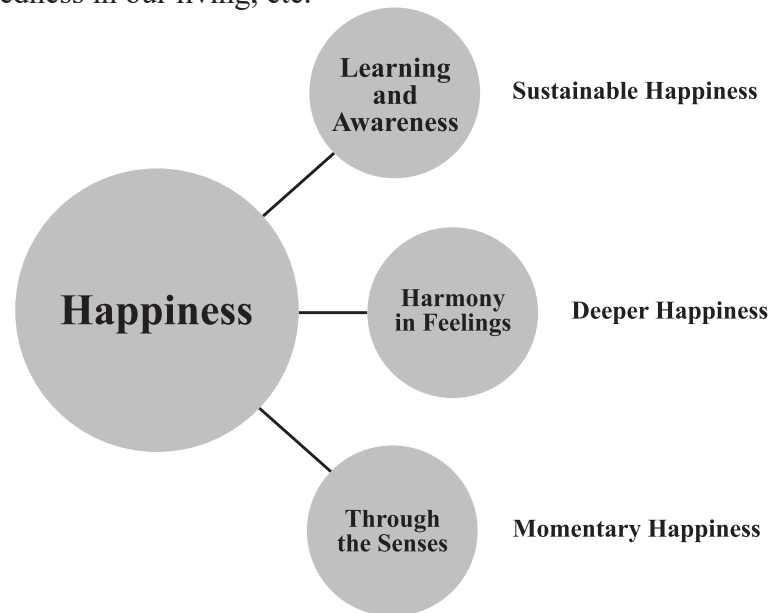 in our living, etc.
Learning
and
Awareness
Sustainable Happiness
Happiness
Harmony
in Feelings
Deeper Happiness
Through
the Senses
Momentary Happiness